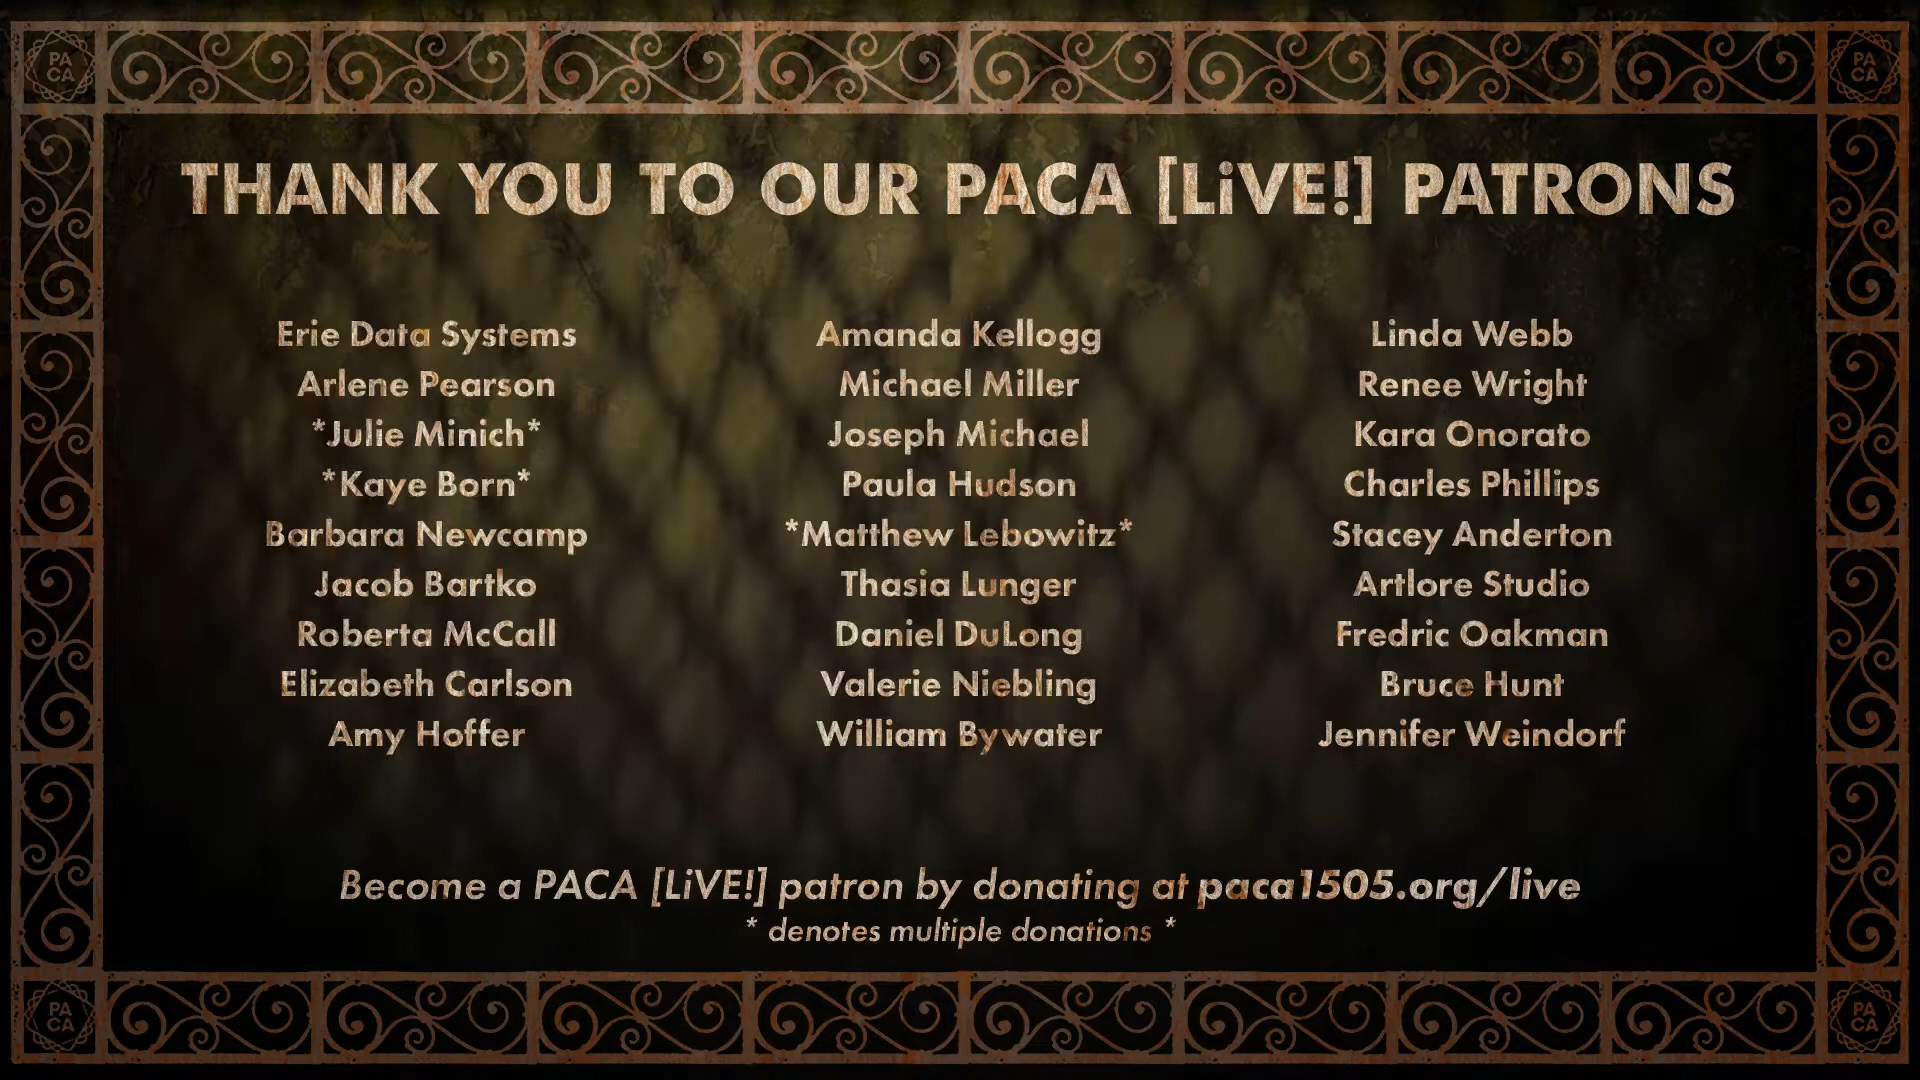 PA
CA
PA
CA
THANK YOU TO OUR PACA [LiVE!] PATRONS
Erie Data Systems
Arlene Pearson
*Julie Minich*
*Kaye Born*
Barbara Newcamp
Jacob Bartko
Roberta McCall
Elizabeth Carlson
Amy Hoffer
Amanda Kellogg
Michael Miller
Joseph Michael
Paula Hudson
*Matthew Lebowitz*
Thasia Lunger
Daniel DuLong
Valerie Niebling
William Bywater
Linda Webb
Renee Wright
Kara Onorato
Charles Phillips
Stacey Anderton
Artlore Studio
Fredric Oakman
Bruce Hunt
Jennifer Weindorf
Become a PACA [LiVE!] patron by donating at paca1505.org/live
* denotes multiple donations *
PA
CA
PA
CA